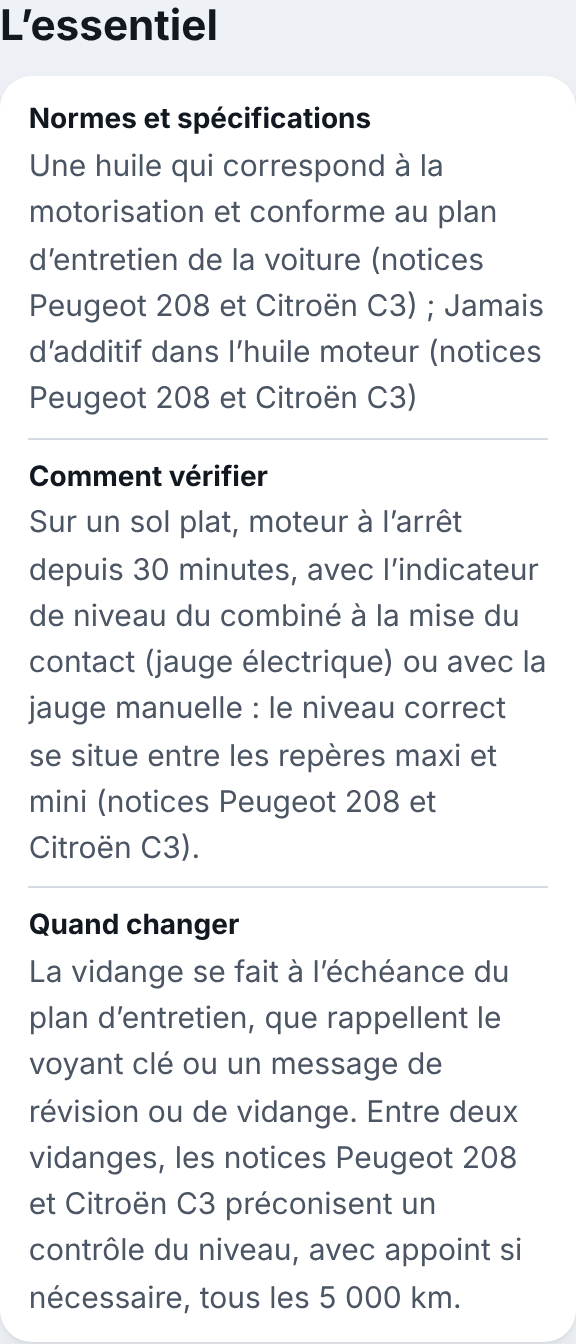 L’essentiel
Normes et spécifications
Une huile qui correspond à la
motorisation et conforme au plan
d’entretien de la voiture (notices
Peugeot 208 et Citroën C3) ; Jamais
d’additif dans l’huile moteur (notices
Peugeot 208 et Citroën C3)
Comment vérifier
Sur un sol plat, moteur à l’arrêt
depuis 30 minutes, avec l’indicateur
de niveau du combiné à la mise du
contact (jauge électrique) ou avec la
jauge manuelle : le niveau correct
se situe entre les repères maxi et
mini (notices Peugeot 208 et
Citroën C3).
Quand changer
La vidange se fait à l’échéance du
plan d’entretien, que rappellent le
voyant clé ou un message de
révision ou de vidange. Entre deux
vidanges, les notices Peugeot 208
et Citroën C3 préconisent un
contrôle du niveau, avec appoint si
nécessaire, tous les 5 000 km.